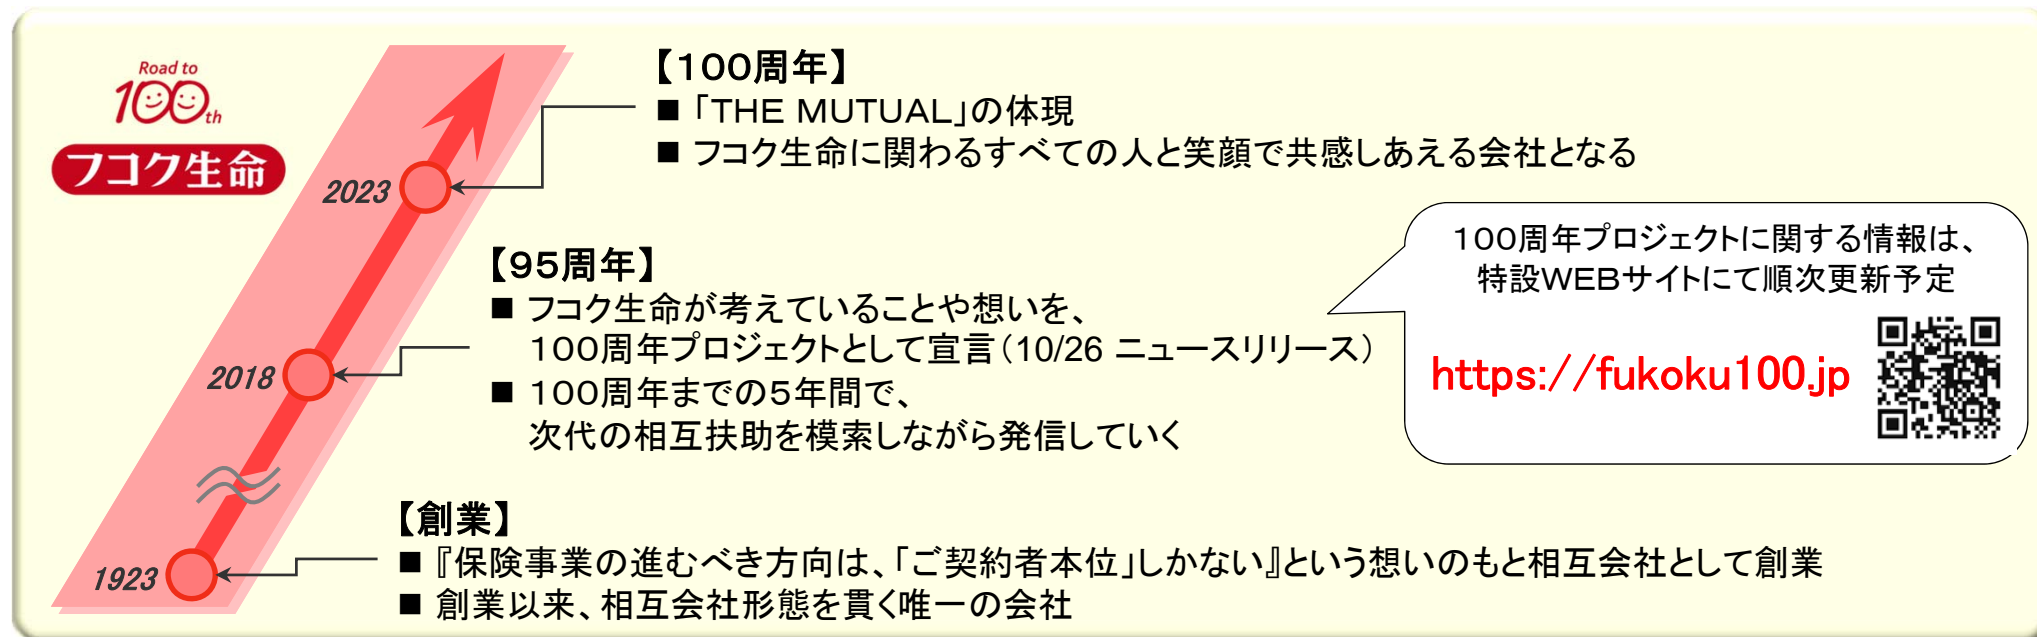 Road to
100th
フコク生命
【100周年】
■ 「THE MUTUAL」の体現
■ フコク生命に関わるすべての人と笑顔で共感しあえる会社となる
2023
【95周年】
■ フコク生命が考えていることや想いを、
100周年プロジェクトとして宣言(10/26 ニュースリリース)
■ 100周年までの5年間で、
次代の相互扶助を模索しながら発信していく
2018
100周年プロジェクトに関する情報は、
特設WEBサイトにて順次更新予定
https://fukoku100.jp
【創業】
■ 『保険事業の進むべき方向は、「ご契約者本位」しかない』という想いのもと相互会社として創業
■ 創業以来、相互会社形態を貫く唯一の会社
1923